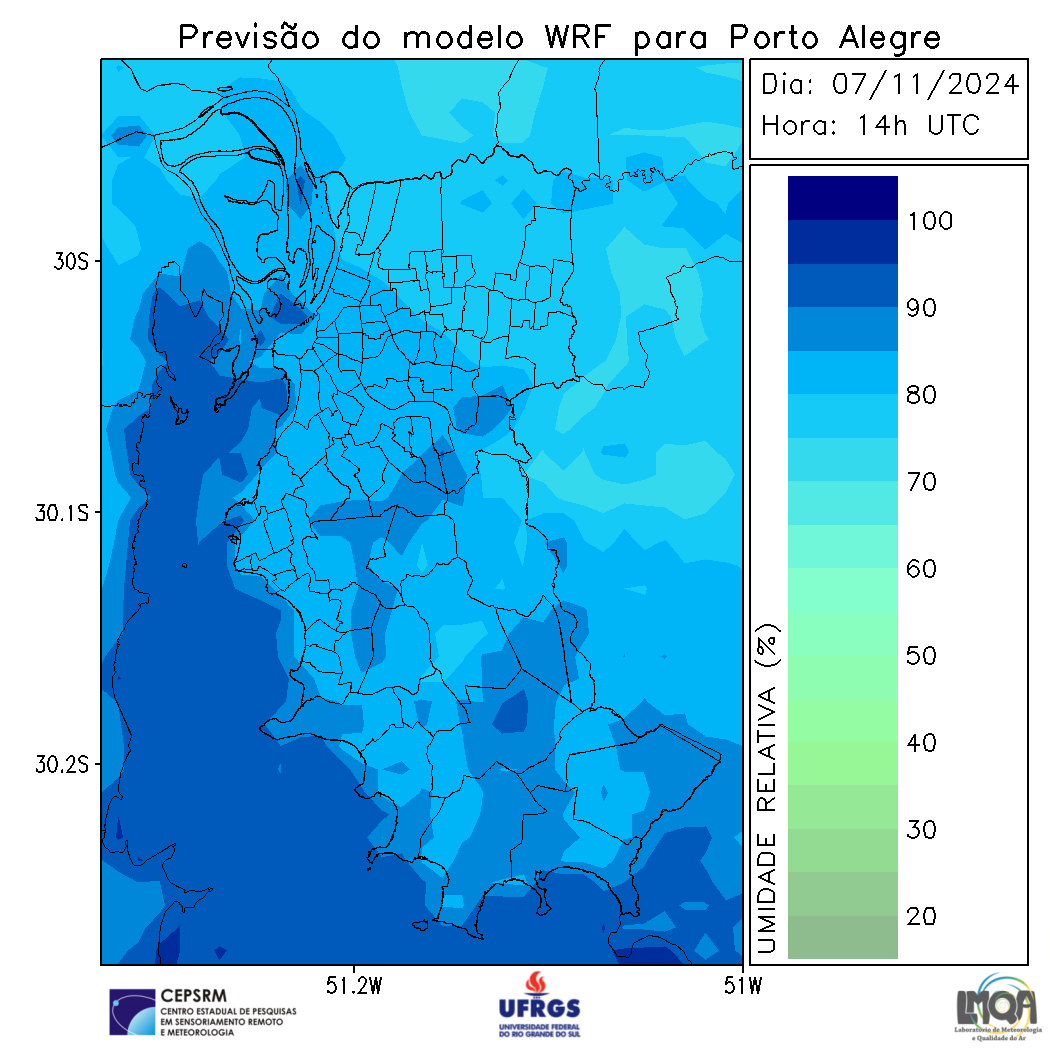 Previsão do modelo WRF para Porto Alegre
Dia: 07/11/2024
Hora: 14h UTC
30S
30.1S
30.2S
51.2W
51W
UMIDADE RELATIVA (%)
100
90
80
70
60
50
40
30
20
CEPSRM
CENTRO ESTADUAL DE PESQUISAS
EM SENSORIAMENTO REMOTO
E METEOROLOGIA
UFRGS
UNIVERSIDADE FEDERAL
DO RIO GRANDE DO SUL
LMQA
Laboratório de Meteorologia
e Qualidade do Ar